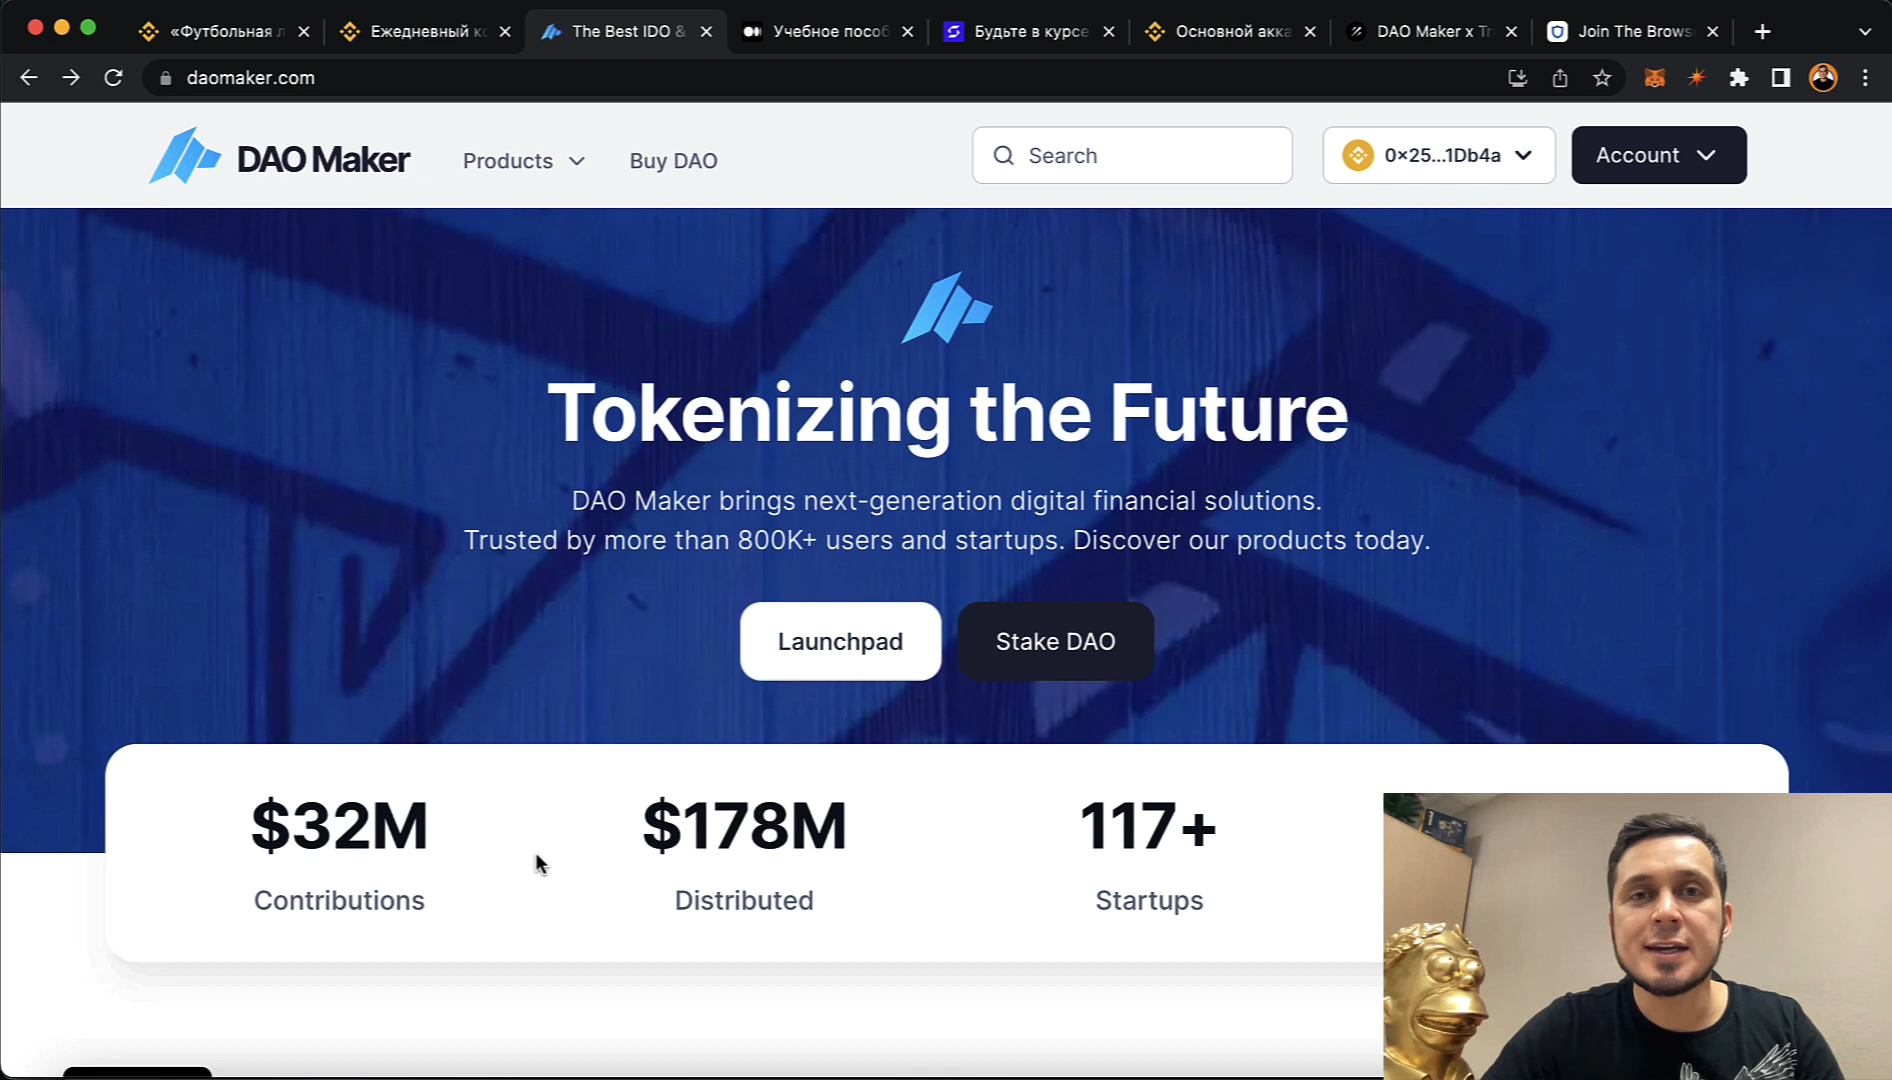 «Футбольная
Ежедневный
The Best IDO &
Учебное пособ
Будьте в курсе
Основной акка
DAO Maker x Tr
Join The Brows
daomaker.com
DAO Maker
Products
Buy DAO
Search
0×25...1Db4a
Account
Tokenizing the Future
DAO Maker brings next-generation digital financial solutions.
Trusted by more than 800K+ users and startups. Discover our products today.
Launchpad
Stake DAO
$32M
$178M
117+
Contributions
Distributed
Startups